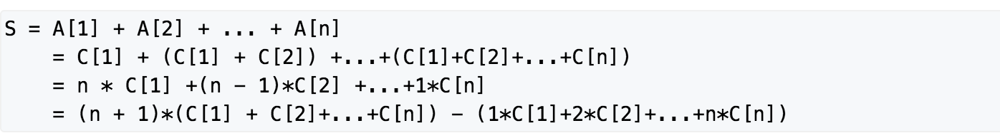 S = A[1] + A[2] + ... + A[n]
= C[1] + (C[1] + C[2]) +...+(C[1]+C[2]+...+C[n])
= n * C[1] +(n - 1)*C[2] +...+1*C[n]
= (n + 1)*(C[1] + C[2]+...+C[n]) - (1*C[1]+2*C[2]+...+n*C[n])